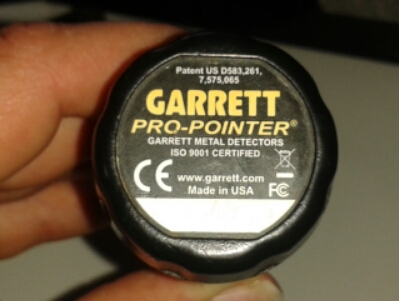 Patent US D583,261,
7,575,065
GARRETT
PRO-POINTER®
GARRETT METAL DETECTORS
ISO 9001 CERTIFIED
CE www.garrett.com
Made in USA FC